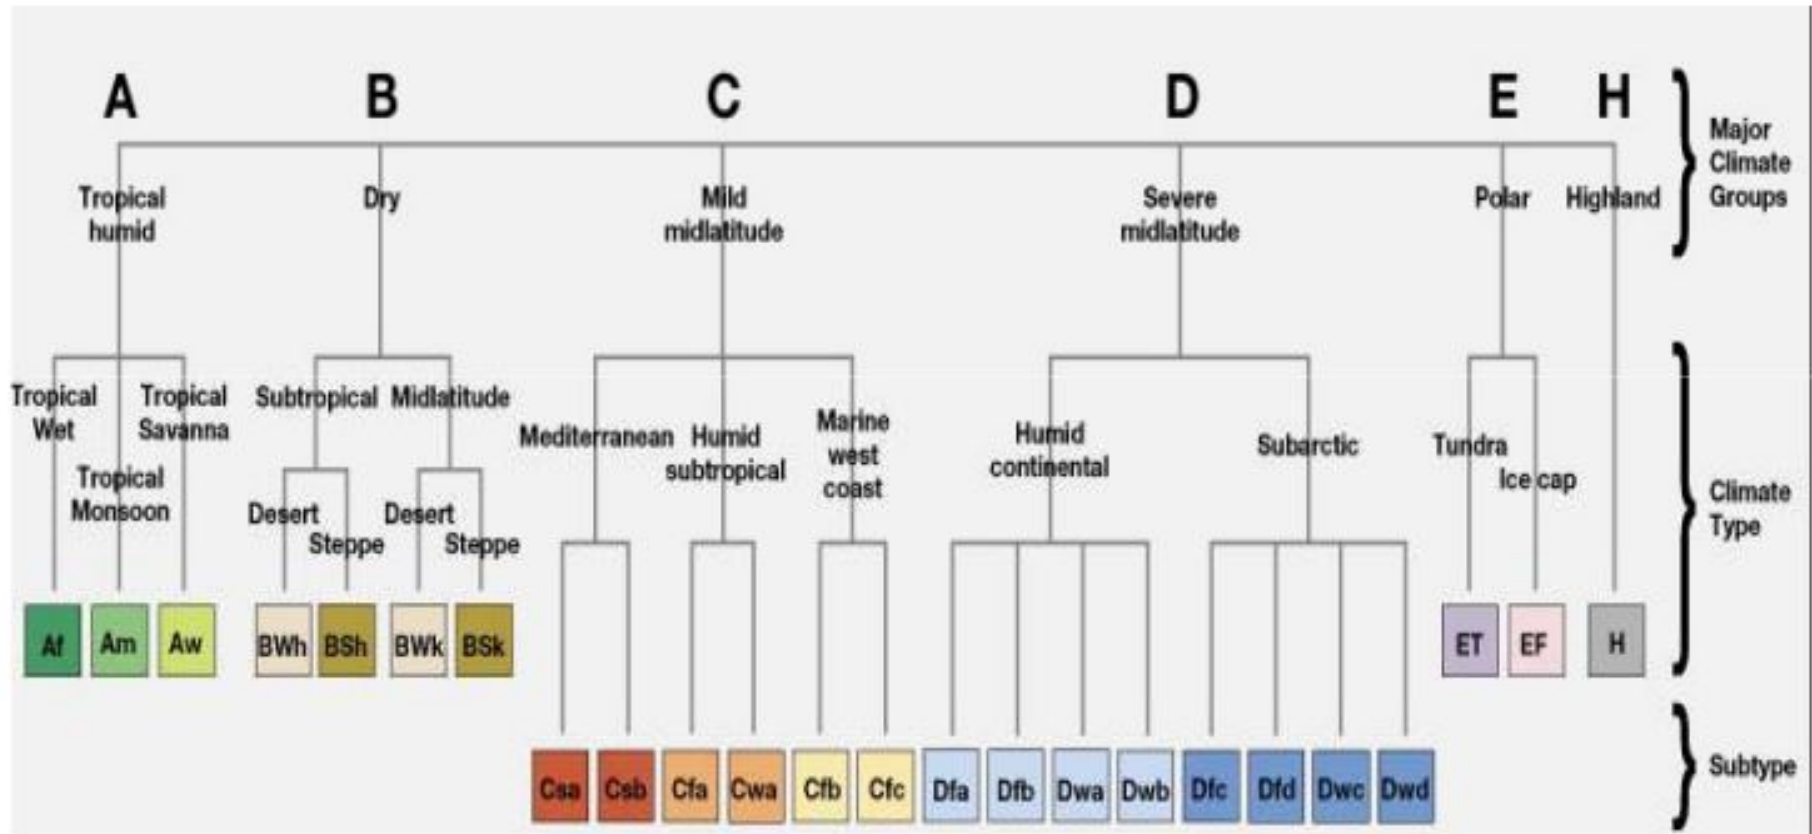 A B C D E H
Major
Climate
Groups
Tropical
humid
Dry
Mild
midlatitude
Severe
midlatitude
Polar
Highland
Tropical
Wet
Tropical
Monsoon
Tropical
Savanna
Subtropical
Midlatitude
Desert
Steppe
Desert
Steppe
Mediterranean
Humid
subtropical
Marine
west
coast
Humid
continental
Subarctic
Tundra
Ice cap
Climate
Type
Af Am Aw BWh BSh BWk BSk ET EF H
Csa Csb Cfa Cwa Cfb Cfc Dfa Dfb Dwa Dwb Dfc Dfd Dwc Dwd
Subtype